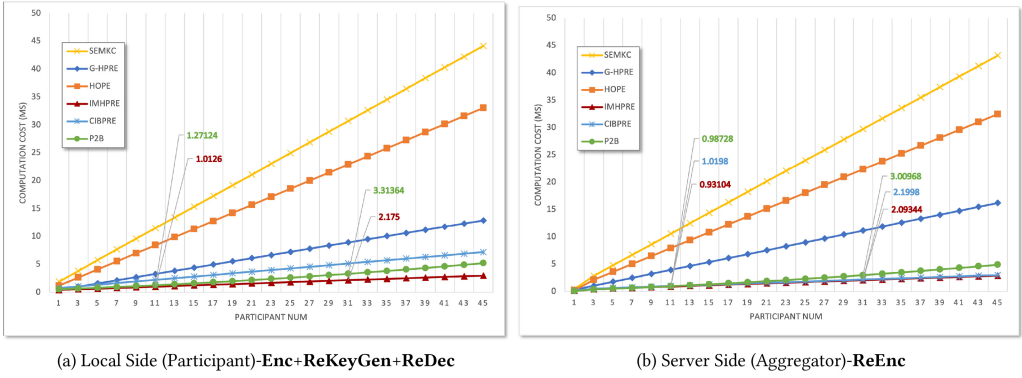 50
45
40
35
30
25
20
15
10
5
0
COMPUTATION COST (MS)
SEMKC
G-HPRE
HOPE
IMHPRE
CIBPRE
P2B
1.27124
1.0126
3.31364
2.175
3 5 7 9 11 13 15 17 19 21 23 25 27 29 31 33 35 37 39 41 43 45
PARTICIPANT NUM
(a) Local Side (Participant)-Enc+ReKeyGen+ReDec
50
45
40
35
30
25
20
15
10
5
0
COMPUTATION COST (MS)
SEMKC
G-HPRE
HOPE
IMHPRE
CIBPRE
P2B
0.98728
1.0198
0.93104
3.00968
2.1998
2.09344
3 5 7 9 11 13 15 17 19 21 23 25 27 29 31 33 35 37 39 41 43 45
PARTICIPANT NUM
(b) Server Side (Aggregator)-ReEnc